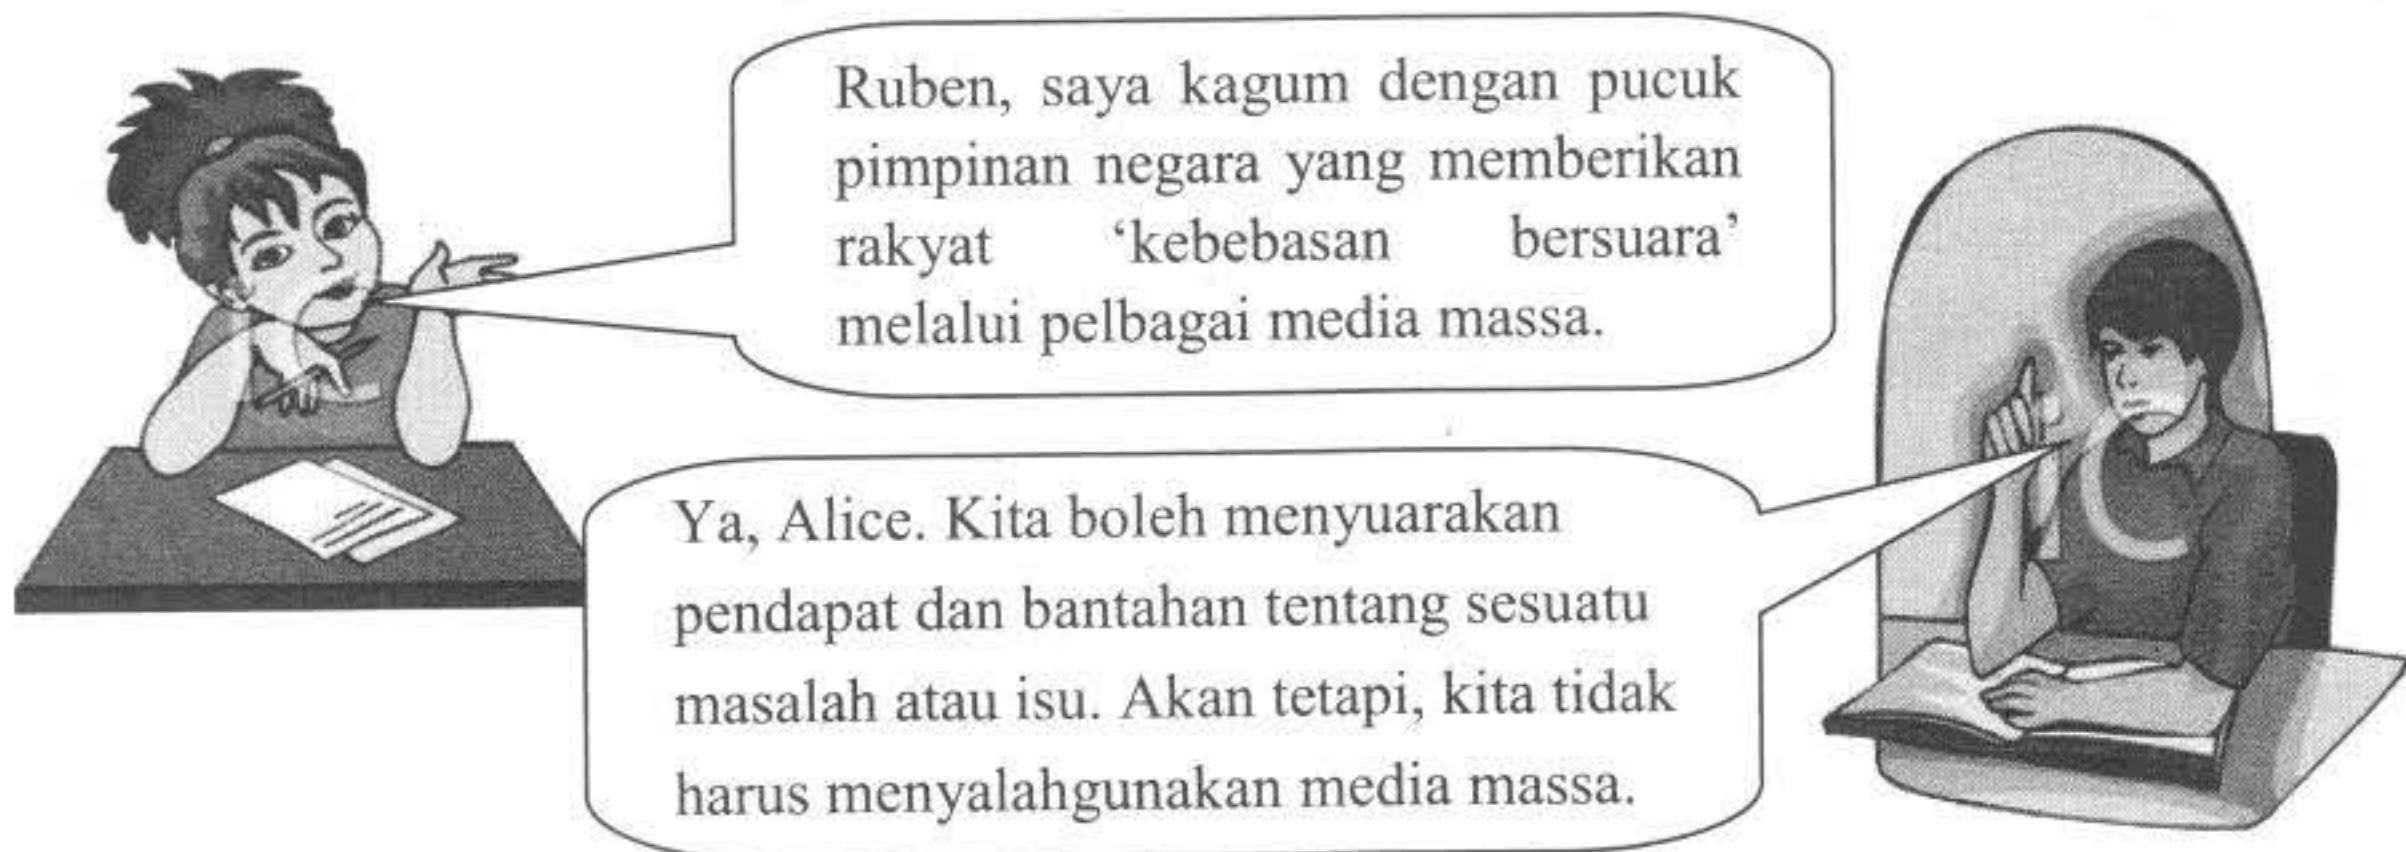 Ruben, saya kagum dengan pucuk
pimpinan negara yang memberikan
rakyat ‘kebebasan bersuara’
melalui pelbagai media massa.
Ya, Alice. Kita boleh menyuarakan
pendapat dan bantahan tentang sesuatu
masalah atau isu. Akan tetapi, kita tidak
harus menyalahgunakan media massa.